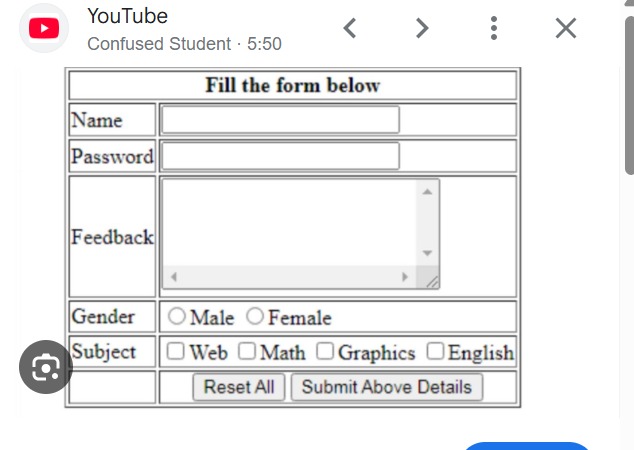 YouTube
Confused Student · 5:50
Fill the form below
Name
Password
Feedback
Gender Male Female
Subject Web Math Graphics English
Reset All Submit Above Details